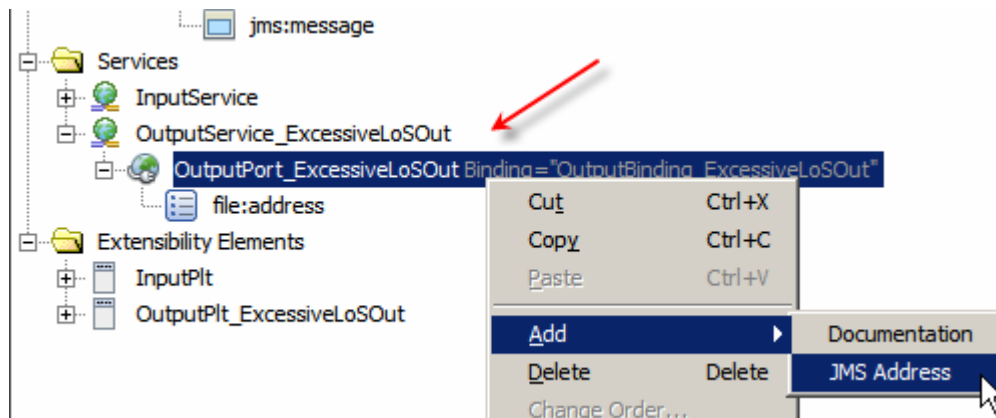 jms:message
Services
InputService
OutputService_ExcessiveLoSOut
OutputPort_ExcessiveLoSOut Binding="OutputBinding_ExcessiveLoSOut"
file:address
Extensibility Elements
InputPlt
OutputPlt_ExcessiveLoSOut
Cut Ctrl+X
Copy Ctrl+C
Paste Ctrl+V
Add
Delete Delete
Change Order...
Documentation
JMS Address